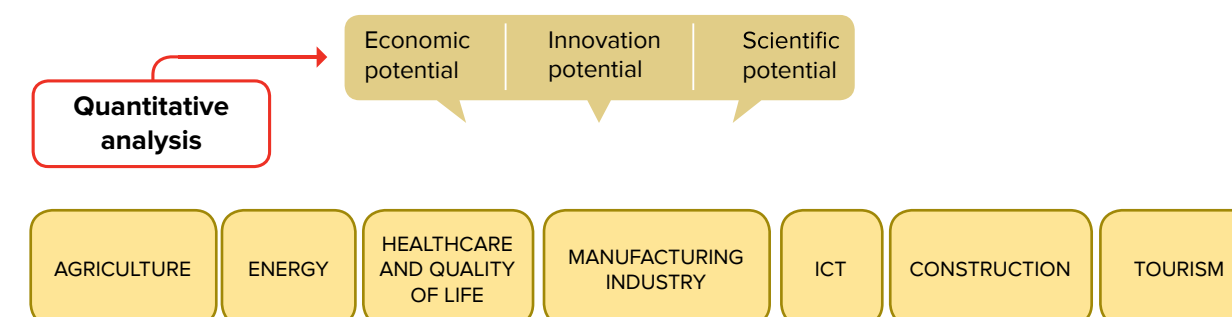 Economic
potential
Innovation
potential
Scientific
potential
Quantitative
analysis
AGRICULTURE
ENERGY
HEALTHCARE
AND QUALITY
OF LIFE
MANUFACTURING
INDUSTRY
ICT
CONSTRUCTION
TOURISM